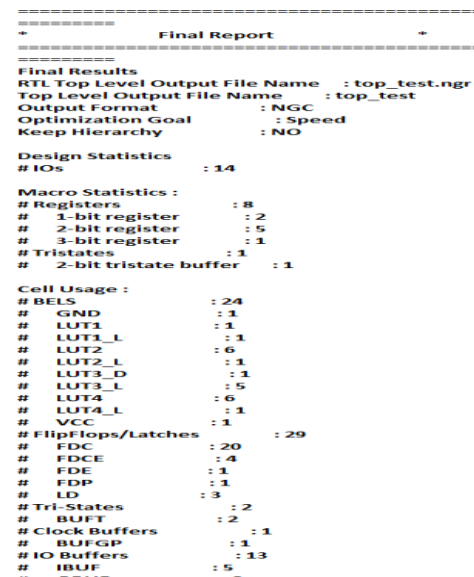 =============================================
=========
* Final Report *
=============================================
=========
Final Results
RTL Top Level Output File Name : top_test.ngr
Top Level Output File Name : top_test
Output Format : NGC
Optimization Goal : Speed
Keep Hierarchy : NO
Design Statistics
# IOs : 14
Macro Statistics :
# Registers : 8
# 1-bit register : 2
# 2-bit register : 5
# 3-bit register : 1
# Tristates : 1
# 2-bit tristate buffer : 1
Cell Usage :
# BELS : 24
# GND : 1
# LUT1 : 1
# LUT1_L : 1
# LUT2 : 6
# LUT2_L : 1
# LUT3_D : 1
# LUT3_L : 5
# LUT4 : 6
# LUT4_L : 1
# VCC : 1
# FlipFlops/Latches : 29
# FDC : 20
# FDCE : 4
# FDE : 1
# FDP : 1
# LD : 3
# Tri-States : 2
# BUFT : 2
# Clock Buffers : 1
# BUFGP : 1
# IO Buffers : 13
# IBUF : 5